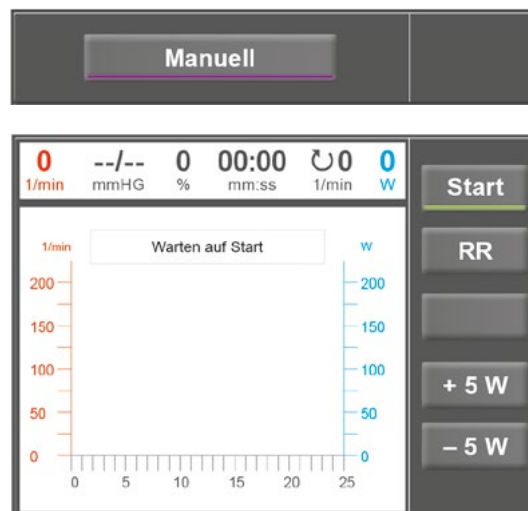 Manuell
0 --/-- 0 00:00 ↻0 0
1/min mmHG % mm:ss 1/min W
Start
1/min Warten auf Start W
RR
200 200
150 150
100 100
+ 5 W
50 50
– 5 W
0 0
0 5 10 15 20 25